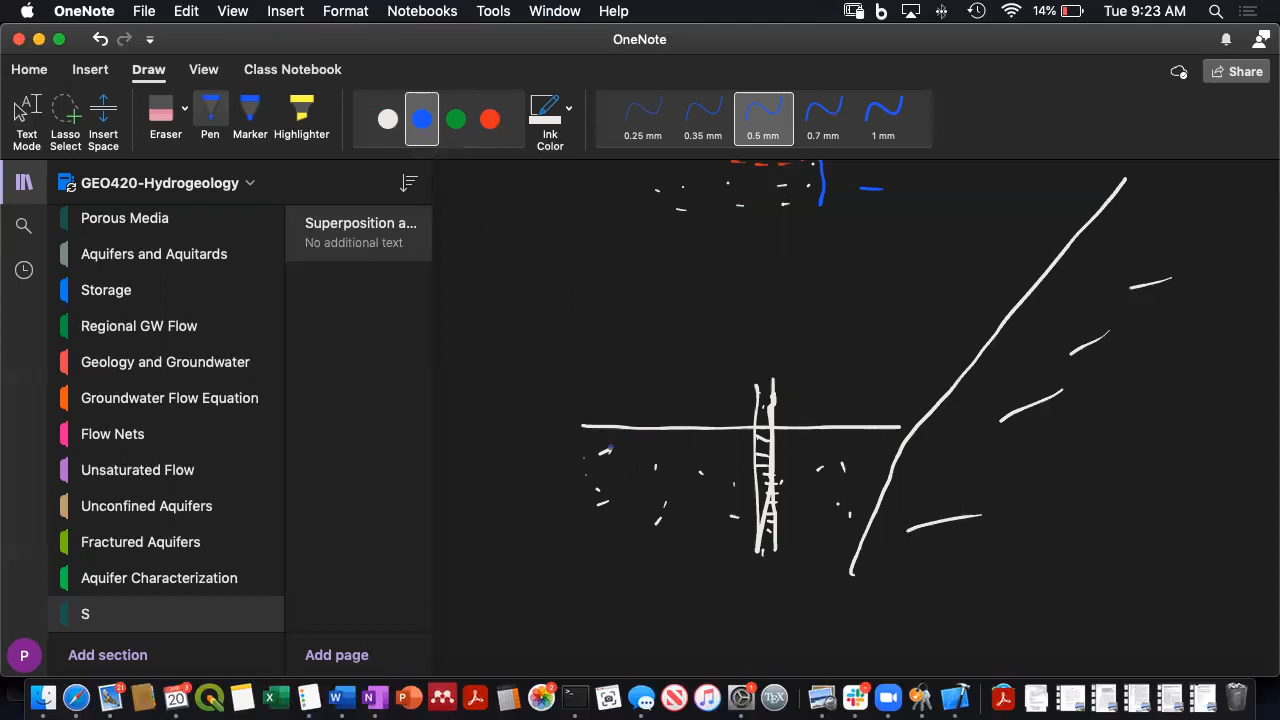 OneNote File Edit View Insert Format Notebooks Tools Window Help 14% Tue 9:23 AM
OneNote
Home Insert Draw View Class Notebook Share
Text Mode Lasso Select Insert Space Eraser Pen Marker Highlighter Ink Color 0.25 mm 0.35 mm 0.5 mm 0.7 mm 1 mm
GEO420-Hydrogeology
Porous Media
Aquifers and Aquitards
Storage
Regional GW Flow
Geology and Groundwater
Groundwater Flow Equation
Flow Nets
Unsaturated Flow
Unconfined Aquifers
Fractured Aquifers
Aquifer Characterization
S
P Add section
Superposition a...
No additional text
Add page